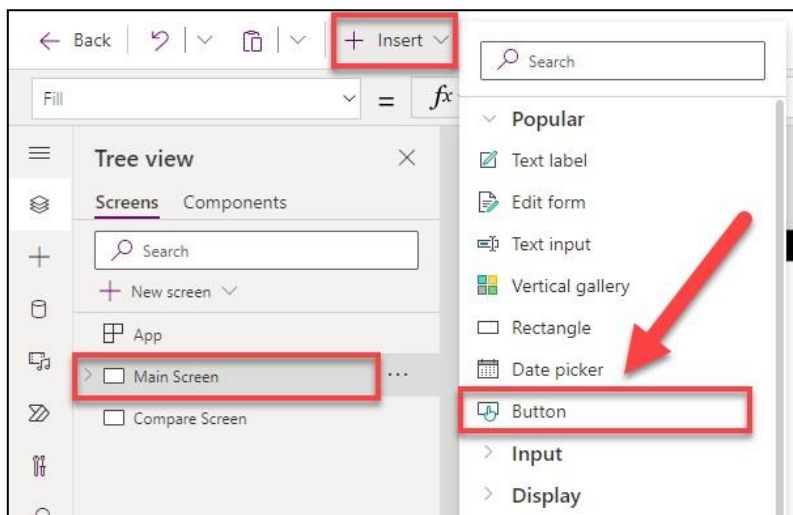 Back
Insert
Search
Fill
=
fx
Popular
Tree view
Text label
Screens Components
Edit form
Search
Text input
New screen
Vertical gallery
App
Rectangle
Main Screen
...
Date picker
Compare Screen
Button
Input
Display